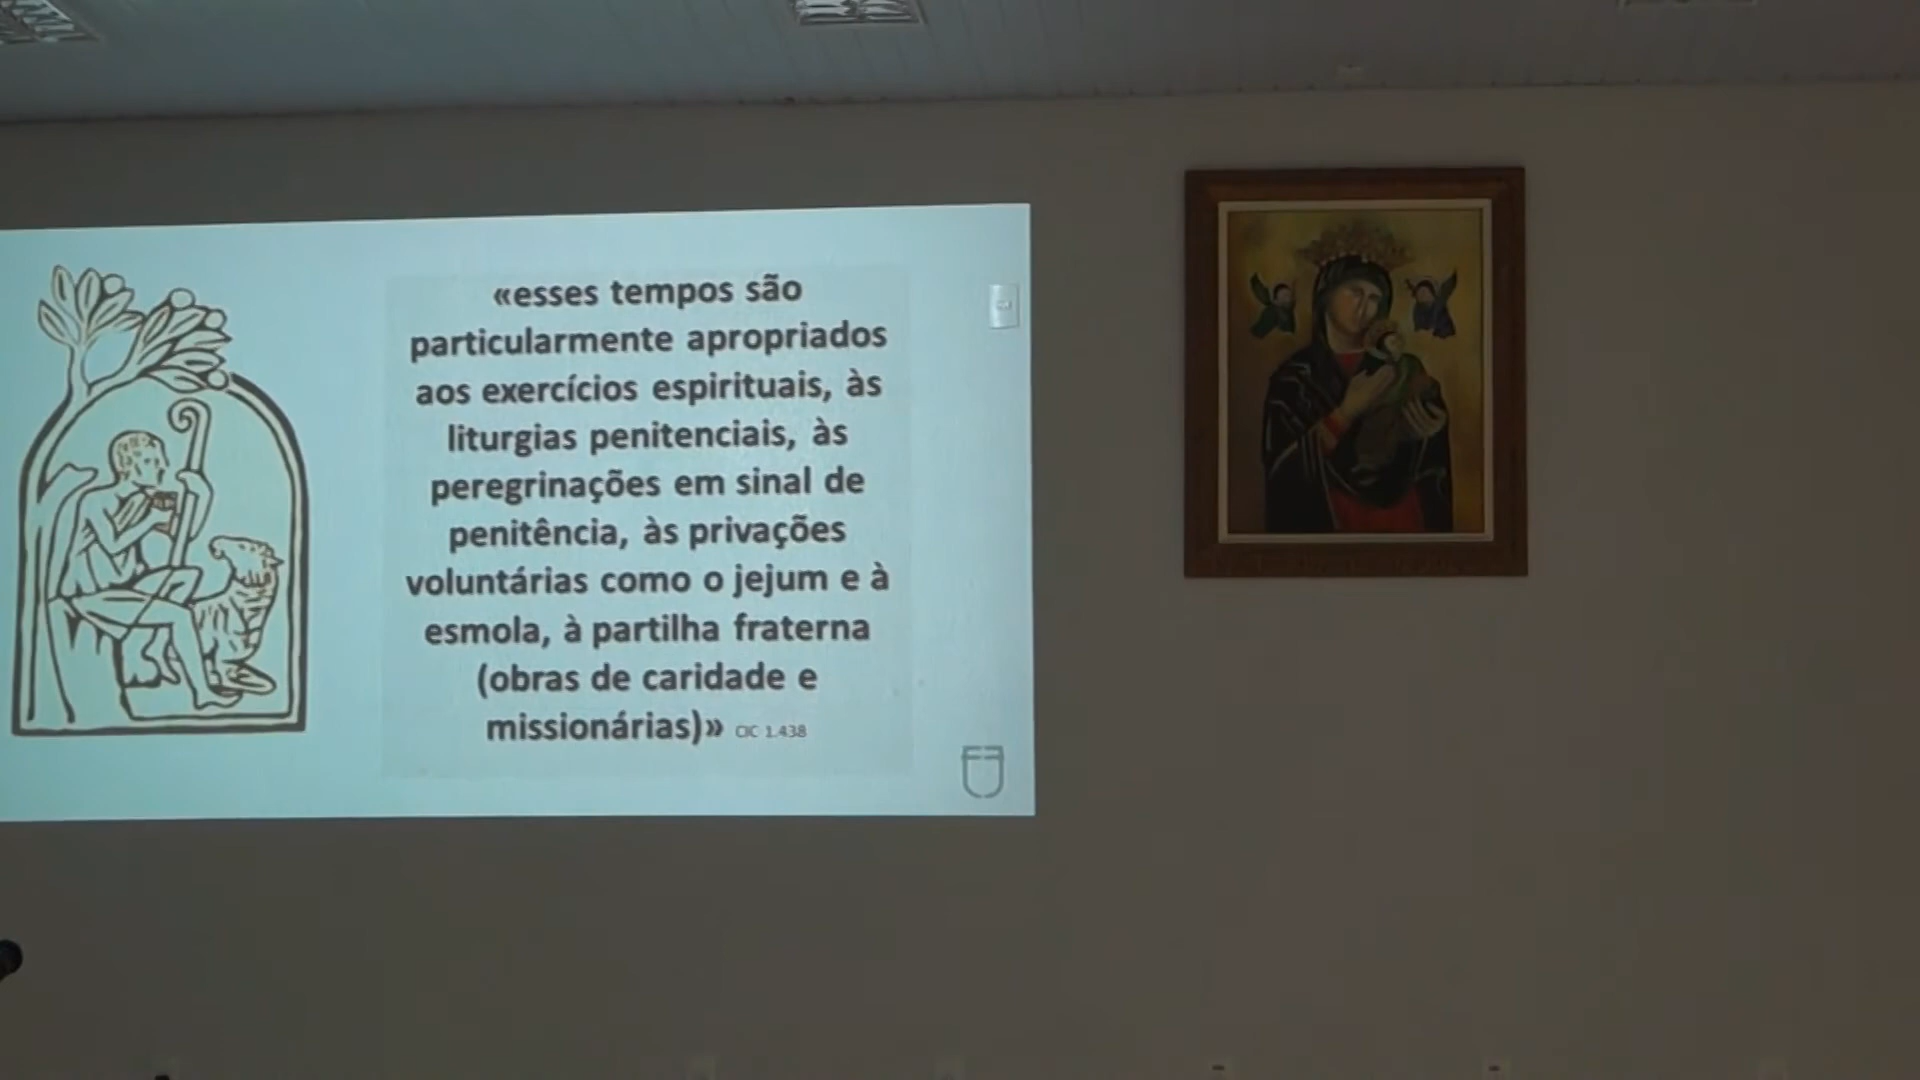 «esses tempos são
particularmente apropriados
aos exercícios espirituais, às
liturgias penitenciais, às
peregrinações em sinal de
penitência, às privações
voluntárias como o jejum e à
esmola, à partilha fraterna
(obras de caridade e
missionárias)» CIC 1.438